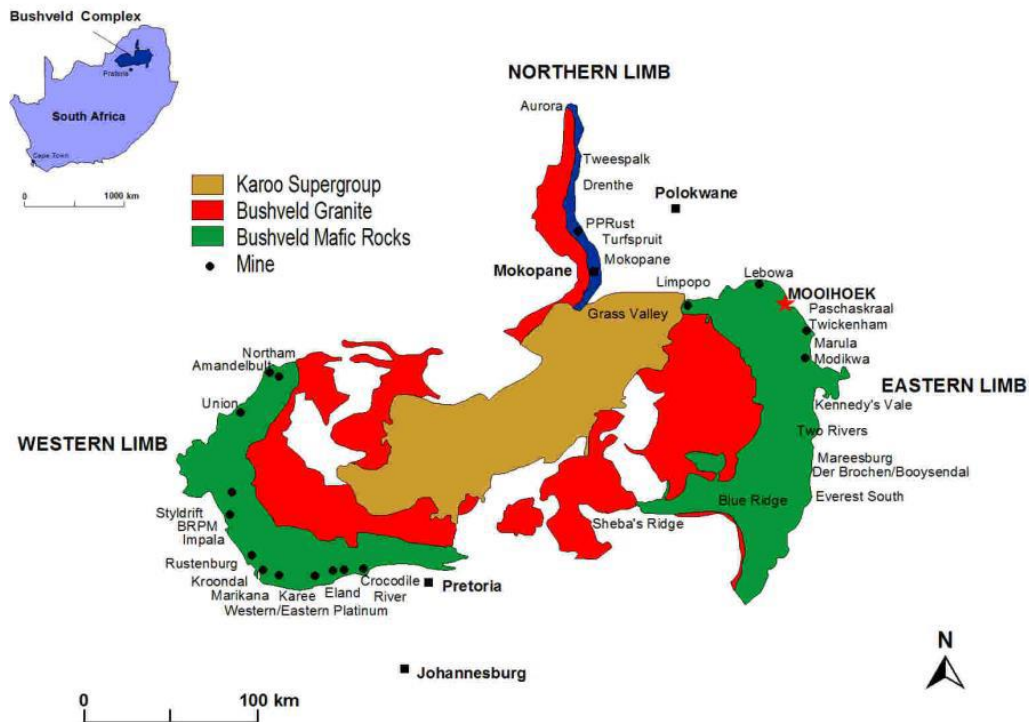 Bushveld Complex
Pretoria
South Africa
Cape Town
0 1000 km
NORTHERN LIMB
Aurora
Tweespalk
Drenthe
Polokwane
PPRust
Turfspruit
Mokopane
Mokopane
Karoo Supergroup
Bushveld Granite
Bushveld Mafic Rocks
Mine
Limpopo
Lebowa
MOOIHOEK
Grass Valley
Paschaskraal
Twickenham
Marula
Modikwa
EASTERN LIMB
Kennedy's Vale
Two Rivers
Mareesburg
Der Brochen/Booysendal
Blue Ridge
Everest South
Sheba's Ridge
Northam
Amandelbult
Union
WESTERN LIMB
Styldrift
BRPM
Impala
Rustenburg
Kroondal
Marikana
Karee
Eland
Crocodile
River
Western/Eastern Platinum
Pretoria
Johannesburg
N
0 100 km